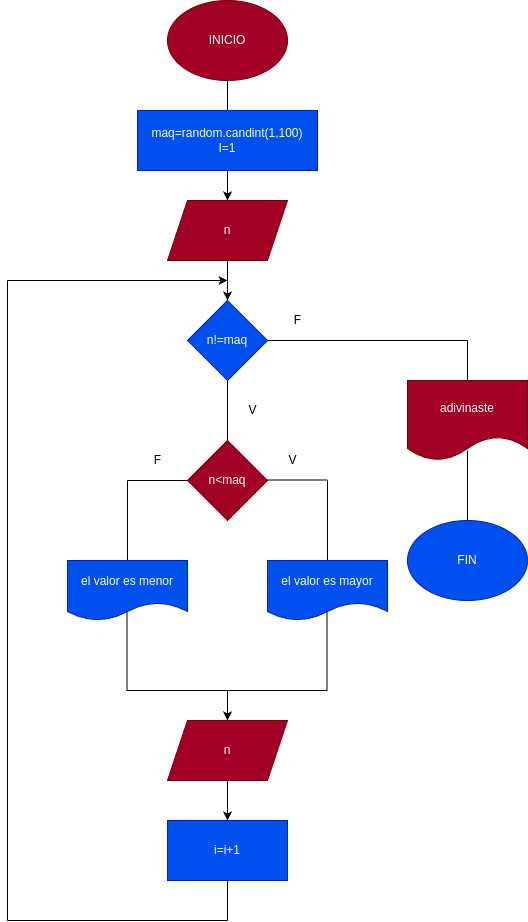 INICIO
maq=random.candint(1,100)
I=1
n
n!=maq
F
V
adivinaste
n<maq
F
V
el valor es menor
el valor es mayor
FIN
n
i=i+1